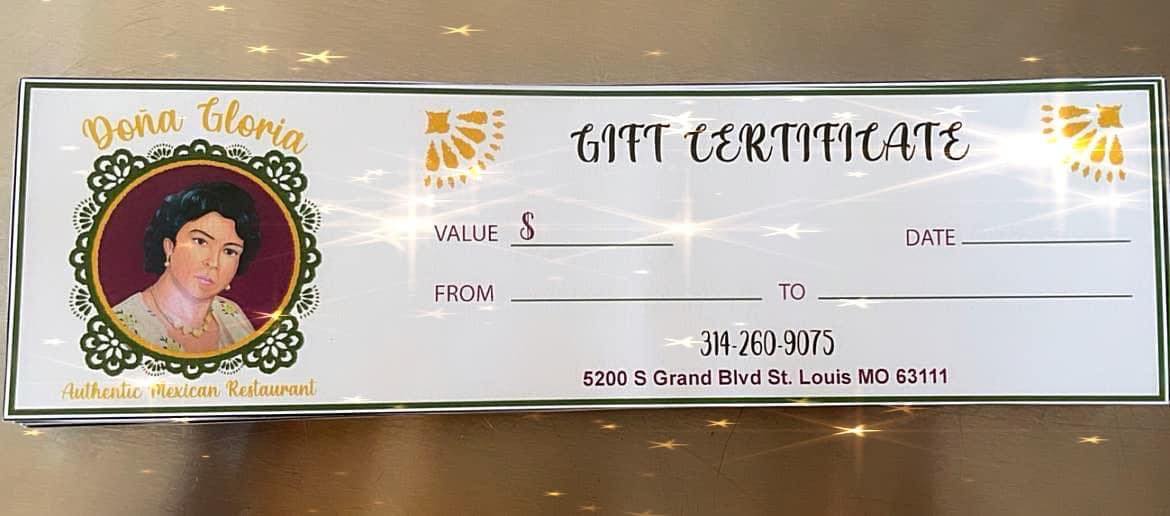 Doña Gloria
Authentic Mexican Restaurant
GIFT CERTIFICATE
VALUE $
DATE
FROM
TO
314-260-9075
5200 S Grand Blvd St. Louis MO 63111